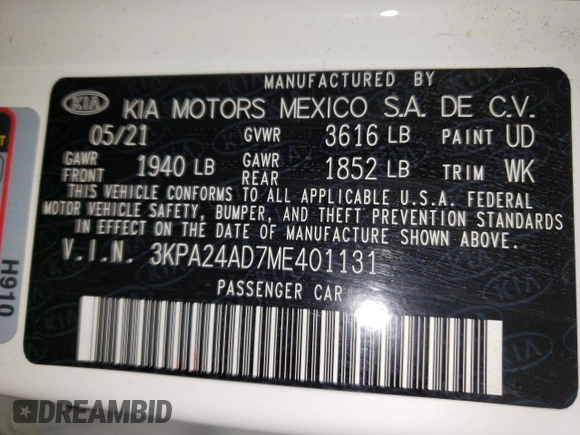 MANUFACTURED BY
KIA KIA MOTORS MEXICO S.A. DE C.V.
05/21 GVWR 3616 LB PAINT UD
GAWR FRONT 1940 LB GAWR REAR 1852 LB TRIM WK
THIS VEHICLE CONFORMS TO ALL APPLICABLE U.S.A. FEDERAL
MOTOR VEHICLE SAFETY, BUMPER, AND THEFT PREVENTION STANDARDS
IN EFFECT ON THE DATE OF MANUFACTURE SHOWN ABOVE.
V.I.N. 3KPA24AD7ME401131
PASSENGER CAR
H910
DREAMBID